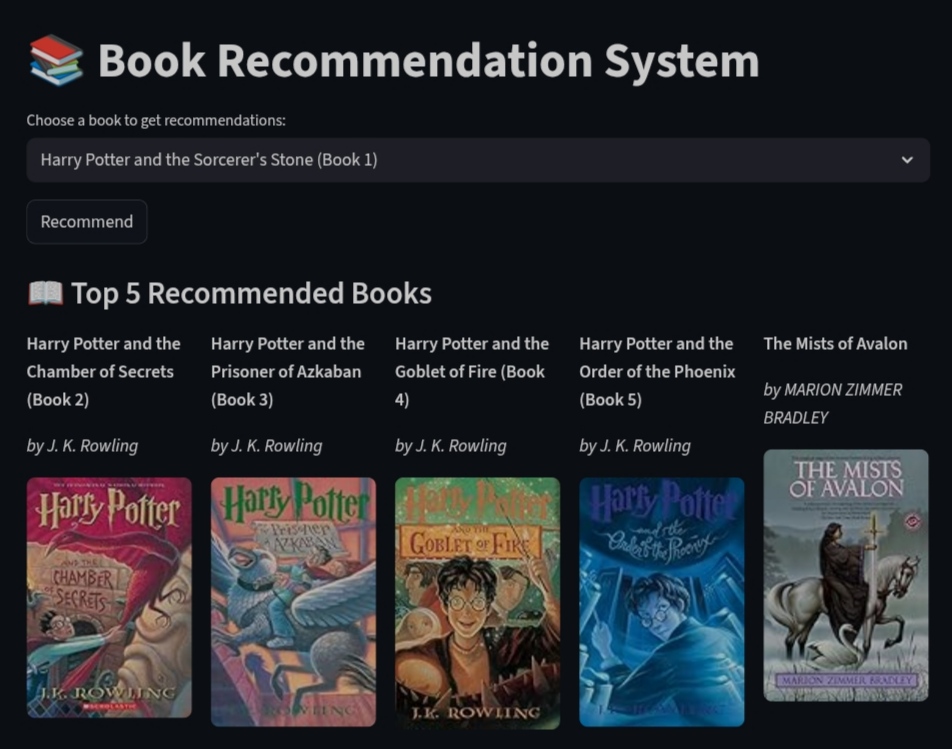 Book Recommendation System
Choose a book to get recommendations:
Harry Potter and the Sorcerer's Stone (Book 1)
Recommend
Top 5 Recommended Books
Harry Potter and the
Chamber of Secrets
(Book 2)
by J. K. Rowling
Harry Potter
AND THE
CHAMBER
OF SECRETS
J.K. ROWLING
SCHOLASTIC
Harry Potter and the
Prisoner of Azkaban
(Book 3)
by J. K. Rowling
Harry Potter
and the Prisoner
of AZKABAN
Harry Potter and the
Goblet of Fire (Book
4)
by J. K. Rowling
Harry Potter
AND THE
GOBLET OF FIRE
J.K. ROWLING
Harry Potter and the
Order of the Phoenix
(Book 5)
by J. K. Rowling
Harry Potter
and the
Order of the Phoenix
The Mists of Avalon
by MARION ZIMMER
BRADLEY
THE MISTS
OF AVALON
MARION ZIMMER BRADLEY